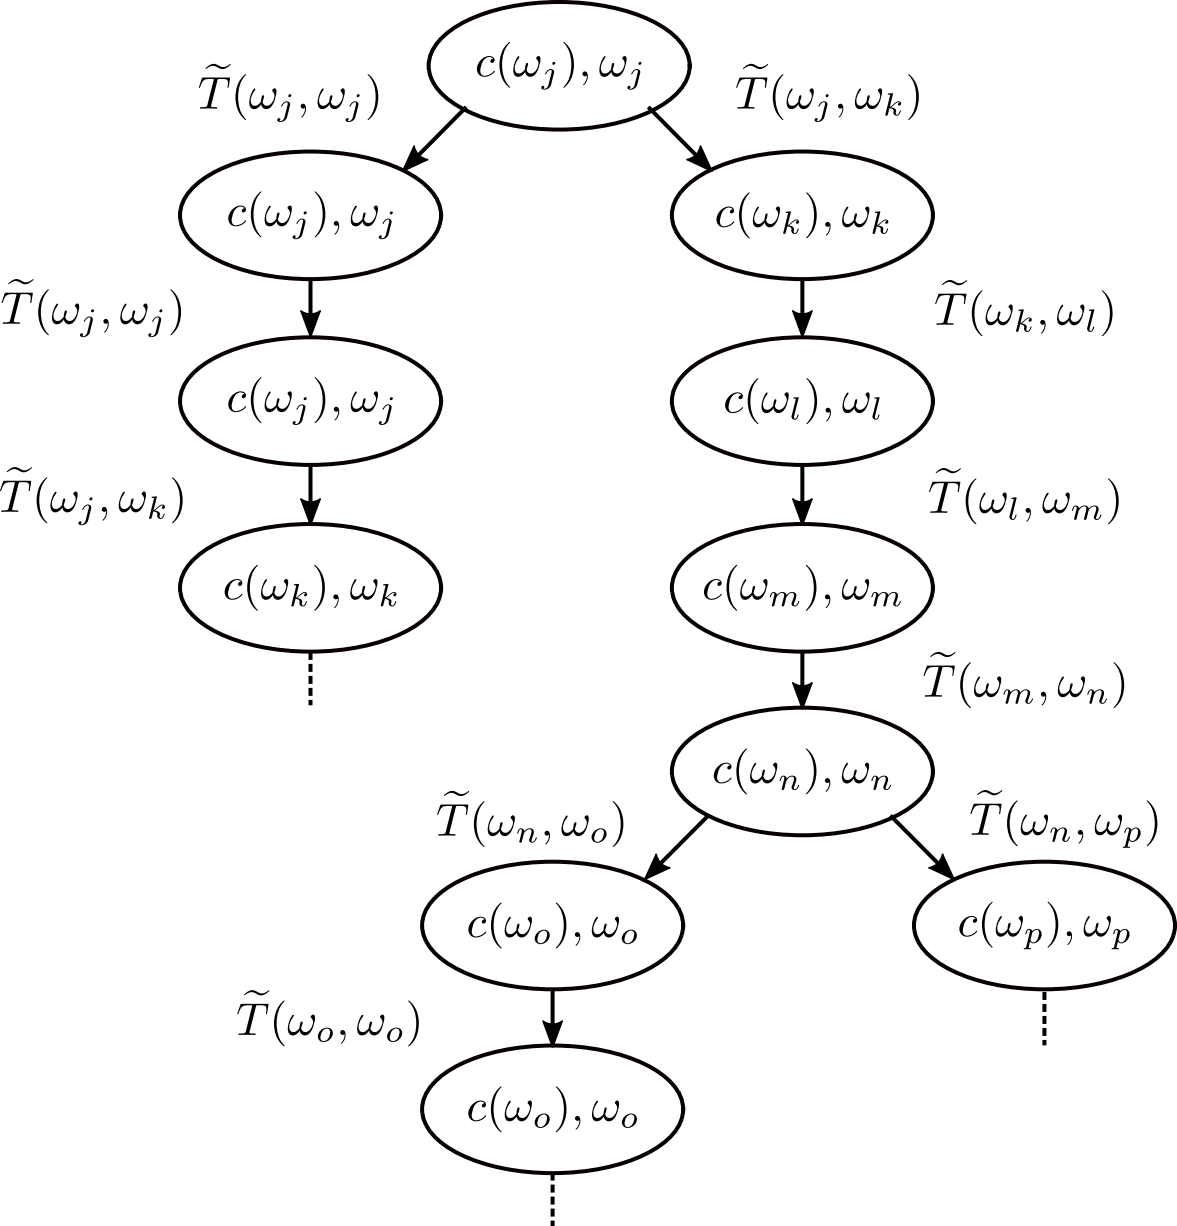 c(ω_j), ω_j
T̃(ω_j, ω_j)
T̃(ω_j, ω_k)
c(ω_j), ω_j
c(ω_k), ω_k
T̃(ω_j, ω_j)
T̃(ω_k, ω_l)
c(ω_j), ω_j
c(ω_l), ω_l
T̃(ω_j, ω_k)
T̃(ω_l, ω_m)
c(ω_k), ω_k
c(ω_m), ω_m
T̃(ω_m, ω_n)
c(ω_n), ω_n
T̃(ω_n, ω_o)
T̃(ω_n, ω_p)
c(ω_o), ω_o
c(ω_p), ω_p
T̃(ω_o, ω_o)
c(ω_o), ω_o